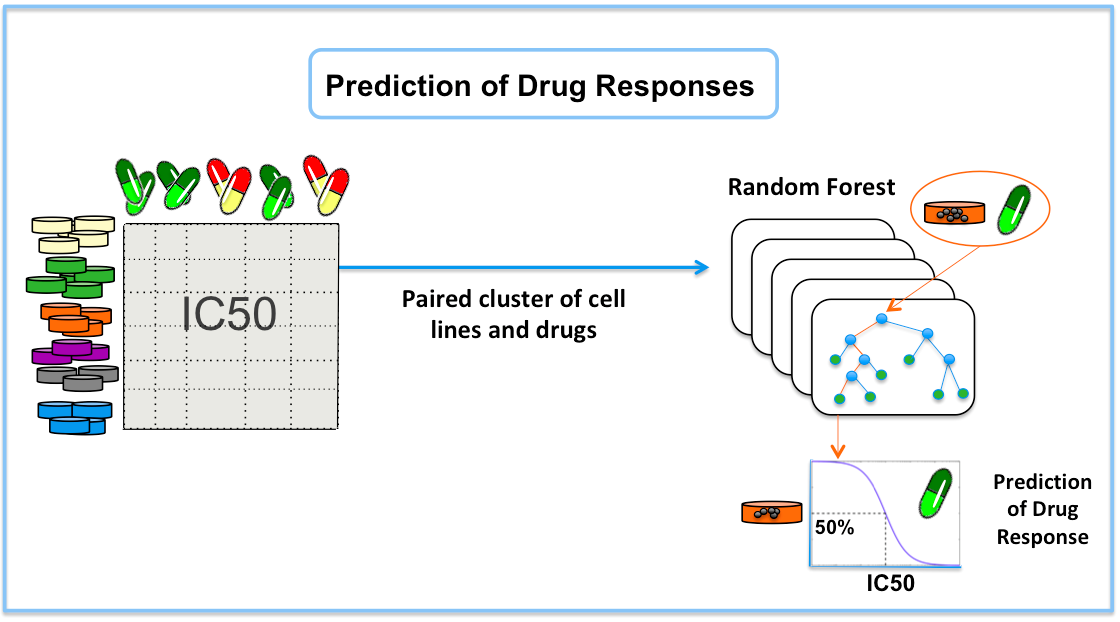 Prediction of Drug Responses
IC50
Paired cluster of cell
lines and drugs
Random Forest
50%
IC50
Prediction
of Drug
Response